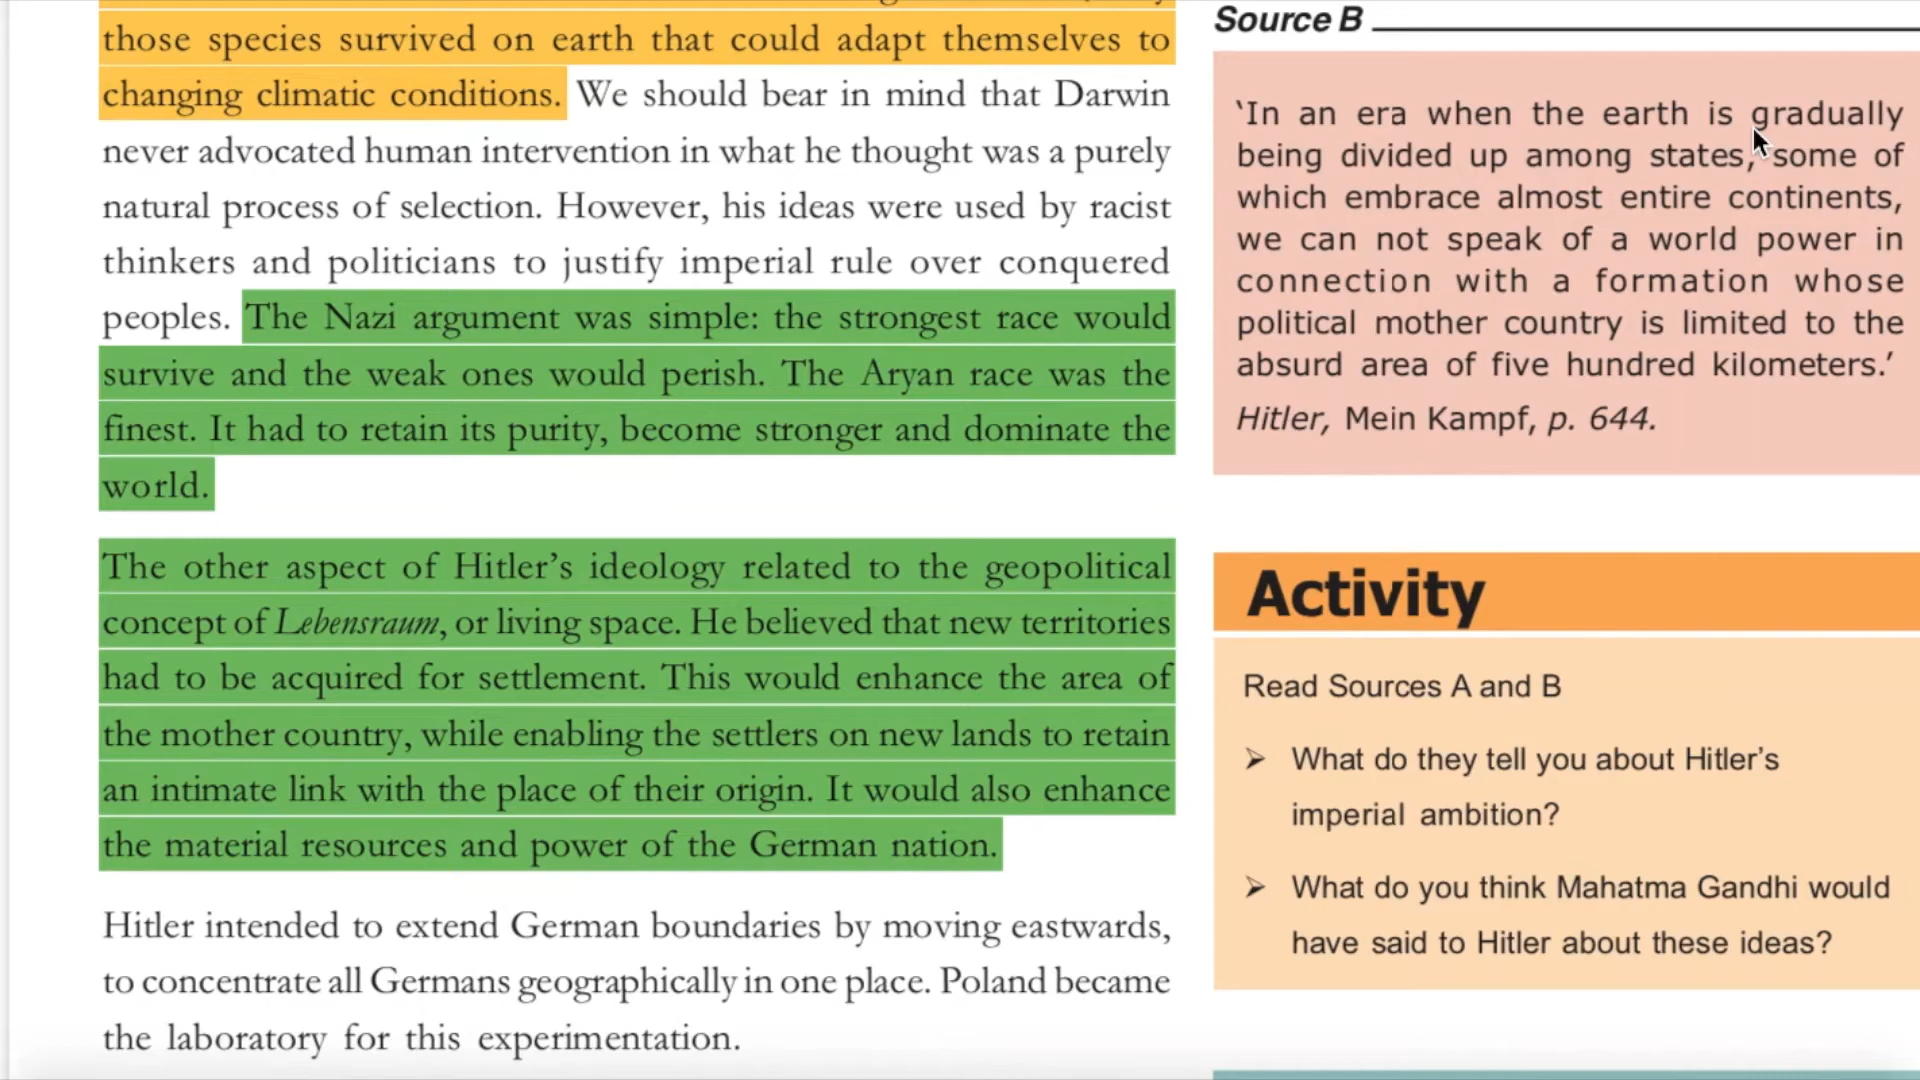 those species survived on earth that could adapt themselves to
changing climatic conditions. We should bear in mind that Darwin
never advocated human intervention in what he thought was a purely
natural process of selection. However, his ideas were used by racist
thinkers and politicians to justify imperial rule over conquered
peoples. The Nazi argument was simple: the strongest race would
survive and the weak ones would perish. The Aryan race was the
finest. It had to retain its purity, become stronger and dominate the
world.
The other aspect of Hitler’s ideology related to the geopolitical
concept of Lebensraum, or living space. He believed that new territories
had to be acquired for settlement. This would enhance the area of
the mother country, while enabling the settlers on new lands to retain
an intimate link with the place of their origin. It would also enhance
the material resources and power of the German nation.
Hitler intended to extend German boundaries by moving eastwards,
to concentrate all Germans geographically in one place. Poland became
the laboratory for this experimentation.
Source B
‘In an era when the earth is gradually
being divided up among states, some of
which embrace almost entire continents,
we can not speak of a world power in
connection with a formation whose
political mother country is limited to the
absurd area of five hundred kilometers.’
Hitler, Mein Kampf, p. 644.
Activity
Read Sources A and B
➢ What do they tell you about Hitler’s
imperial ambition?
➢ What do you think Mahatma Gandhi would
have said to Hitler about these ideas?